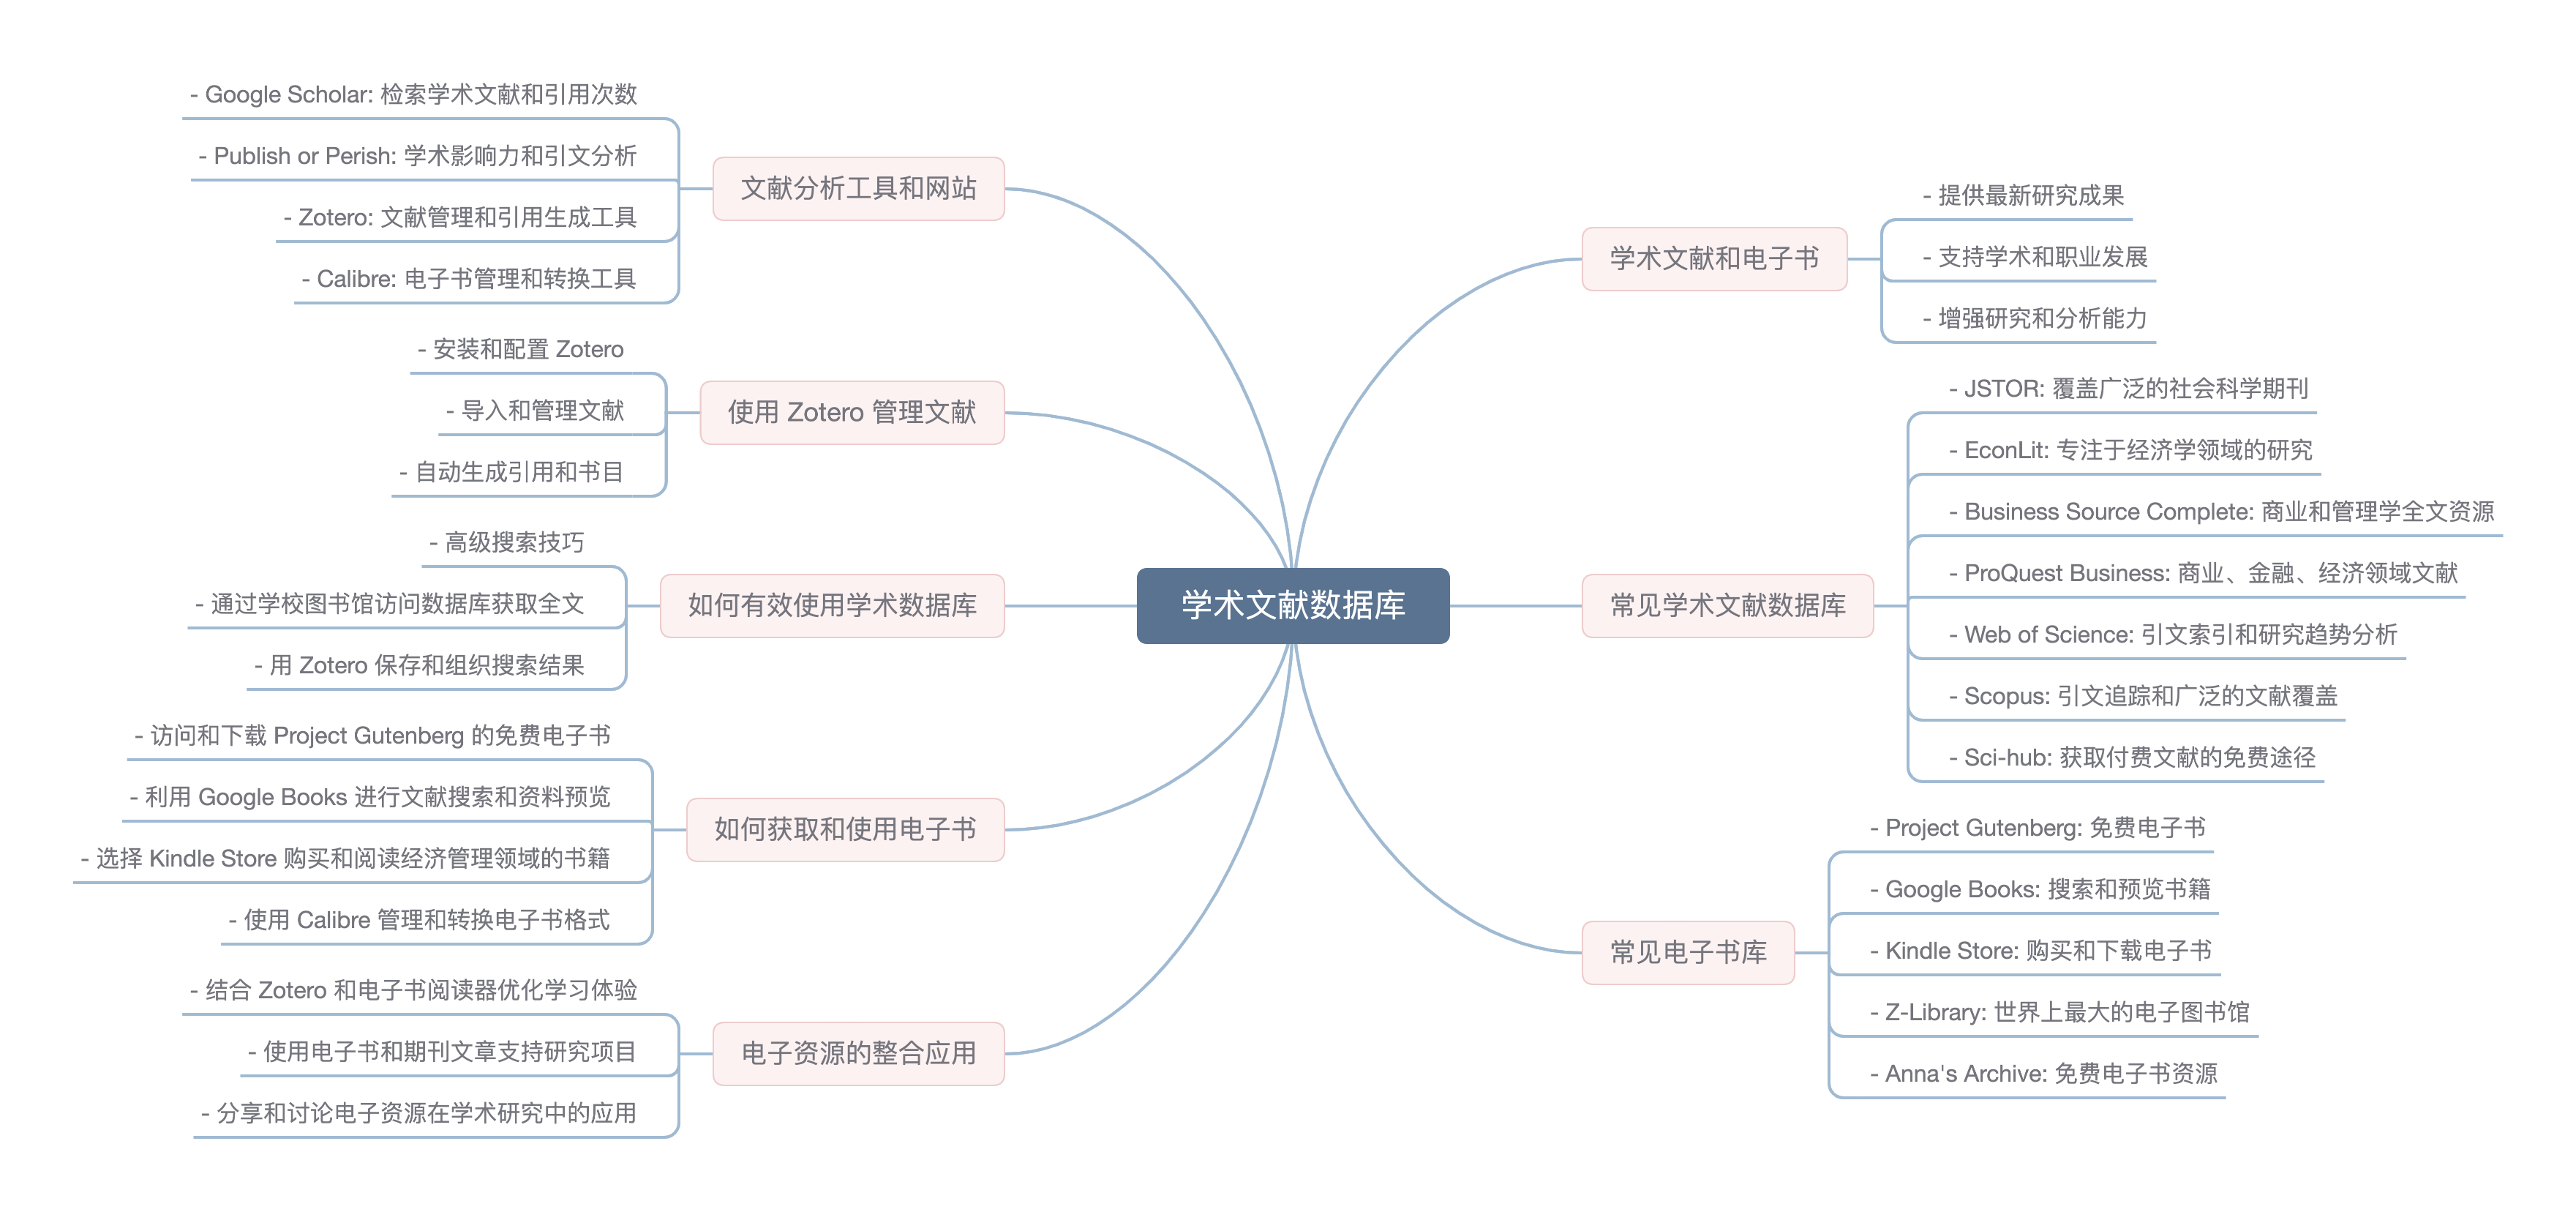 学术文献数据库
学术文献和电子书
- 提供最新研究成果
- 支持学术和职业发展
- 增强研究和分析能力
常见学术文献数据库
- JSTOR: 覆盖广泛的社会科学期刊
- EconLit: 专注于经济学领域的研究
- Business Source Complete: 商业和管理学全文资源
- ProQuest Business: 商业、金融、经济领域文献
- Web of Science: 引文索引和研究趋势分析
- Scopus: 引文追踪和广泛的文献覆盖
- Sci-hub: 获取付费文献的免费途径
常见电子书库
- Project Gutenberg: 免费电子书
- Google Books: 搜索和预览书籍
- Kindle Store: 购买和下载电子书
- Z-Library: 世界上最大的电子图书馆
- Anna's Archive: 免费电子书资源
文献分析工具和网站
- Google Scholar: 检索学术文献和引用次数
- Publish or Perish: 学术影响力和引文分析
- Zotero: 文献管理和引用生成工具
- Calibre: 电子书管理和转换工具
使用 Zotero 管理文献
- 安装和配置 Zotero
- 导入和管理文献
- 自动生成引用和书目
如何有效使用学术数据库
- 高级搜索技巧
- 通过学校图书馆访问数据库获取全文
- 用 Zotero 保存和组织搜索结果
如何获取和使用电子书
- 访问和下载 Project Gutenberg 的免费电子书
- 利用 Google Books 进行文献搜索和资料预览
- 选择 Kindle Store 购买和阅读经济管理领域的书籍
- 使用 Calibre 管理和转换电子书格式
电子资源的整合应用
- 结合 Zotero 和电子书阅读器优化学习体验
- 使用电子书和期刊文章支持研究项目
- 分享和讨论电子资源在学术研究中的应用